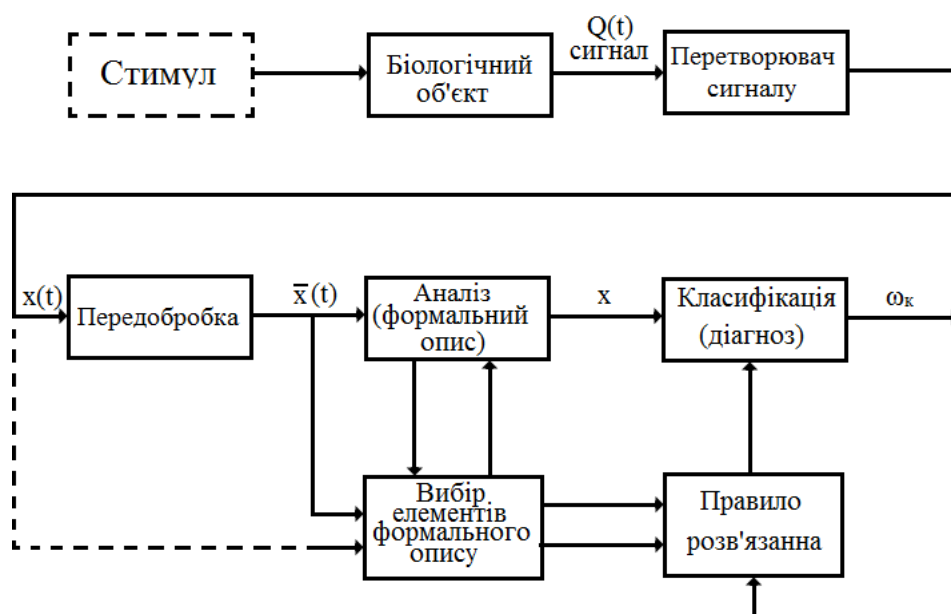 Стимул
Біологічний
об'єкт
Q(t)
сигнал
Перетворювач
сигналу
x(t)
Передобробка
x̅(t)
Аналіз
(формальний
опис)
x
Класифікація
(діагноз)
ωк
Вибір
елементів
формального
опису
Правило
розв'язанна